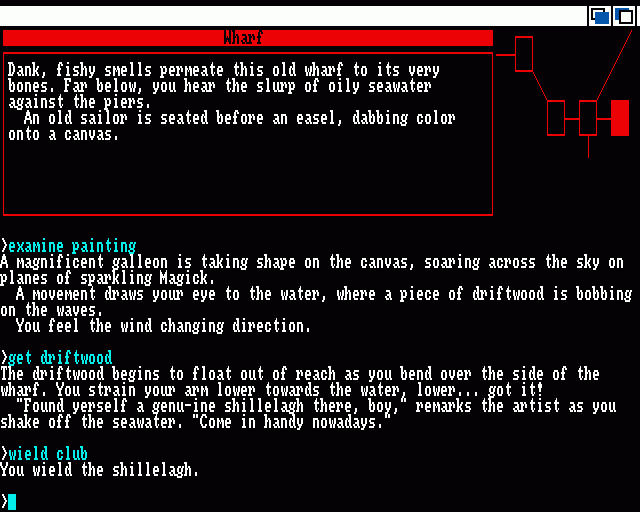 Wharf
Dank, fishy smells permeate this old wharf to its very
bones. Far below, you hear the slurp of oily seawater
against the piers.
An old sailor is seated before an easel, dabbing color
onto a canvas.
>examine painting
A magnificent galleon is taking shape on the canvas, soaring across the sky on
planes of sparkling Magick.
A movement draws your eye to the water, where a piece of driftwood is bobbing
on the waves.
You feel the wind changing direction.
>get driftwood
The driftwood begins to float out of reach as you bend over the side of the
wharf. You strain your arm lower towards the water, lower... got it!
"Found yerself a genu-ine shillelagh there, boy," remarks the artist as you
shake off the seawater. "Come in handy nowadays."
>wield club
You wield the shillelagh.
>